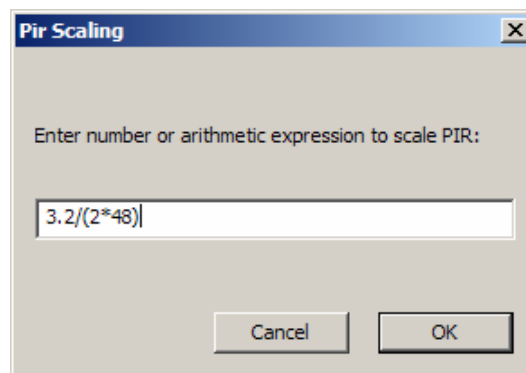 Pir Scaling
Enter number or arithmetic expression to scale PIR:
3.2/(2*48)
Cancel OK